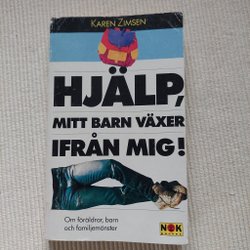 KAREN ZIMSEN
HJÄLP,
MITT BARN VÄXER
IFRÅN MIG!
Om föräldrar, barn
och familjemönster
NOK